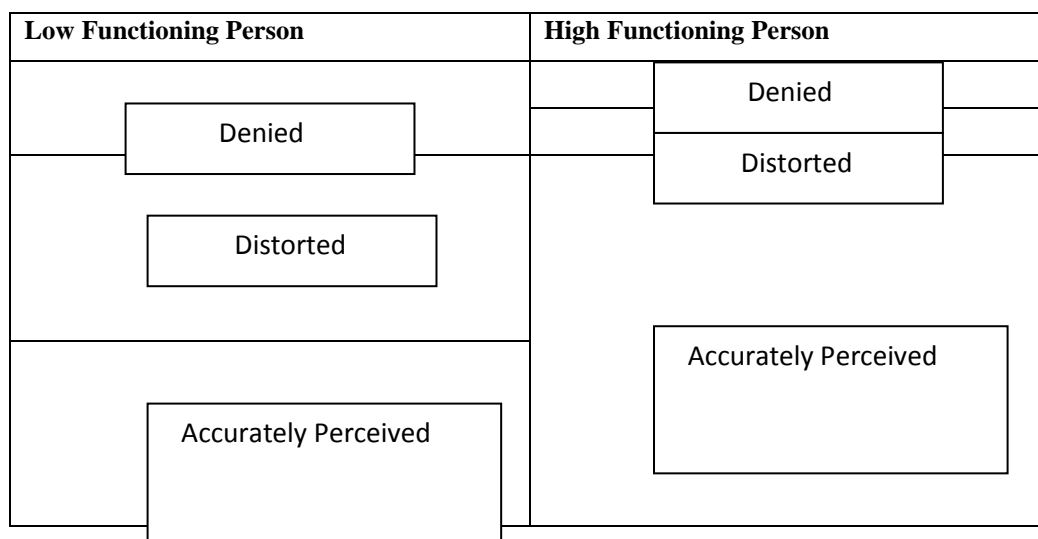 Low Functioning Person
High Functioning Person
Denied
Distorted
Accurately Perceived
Denied
Distorted
Accurately Perceived